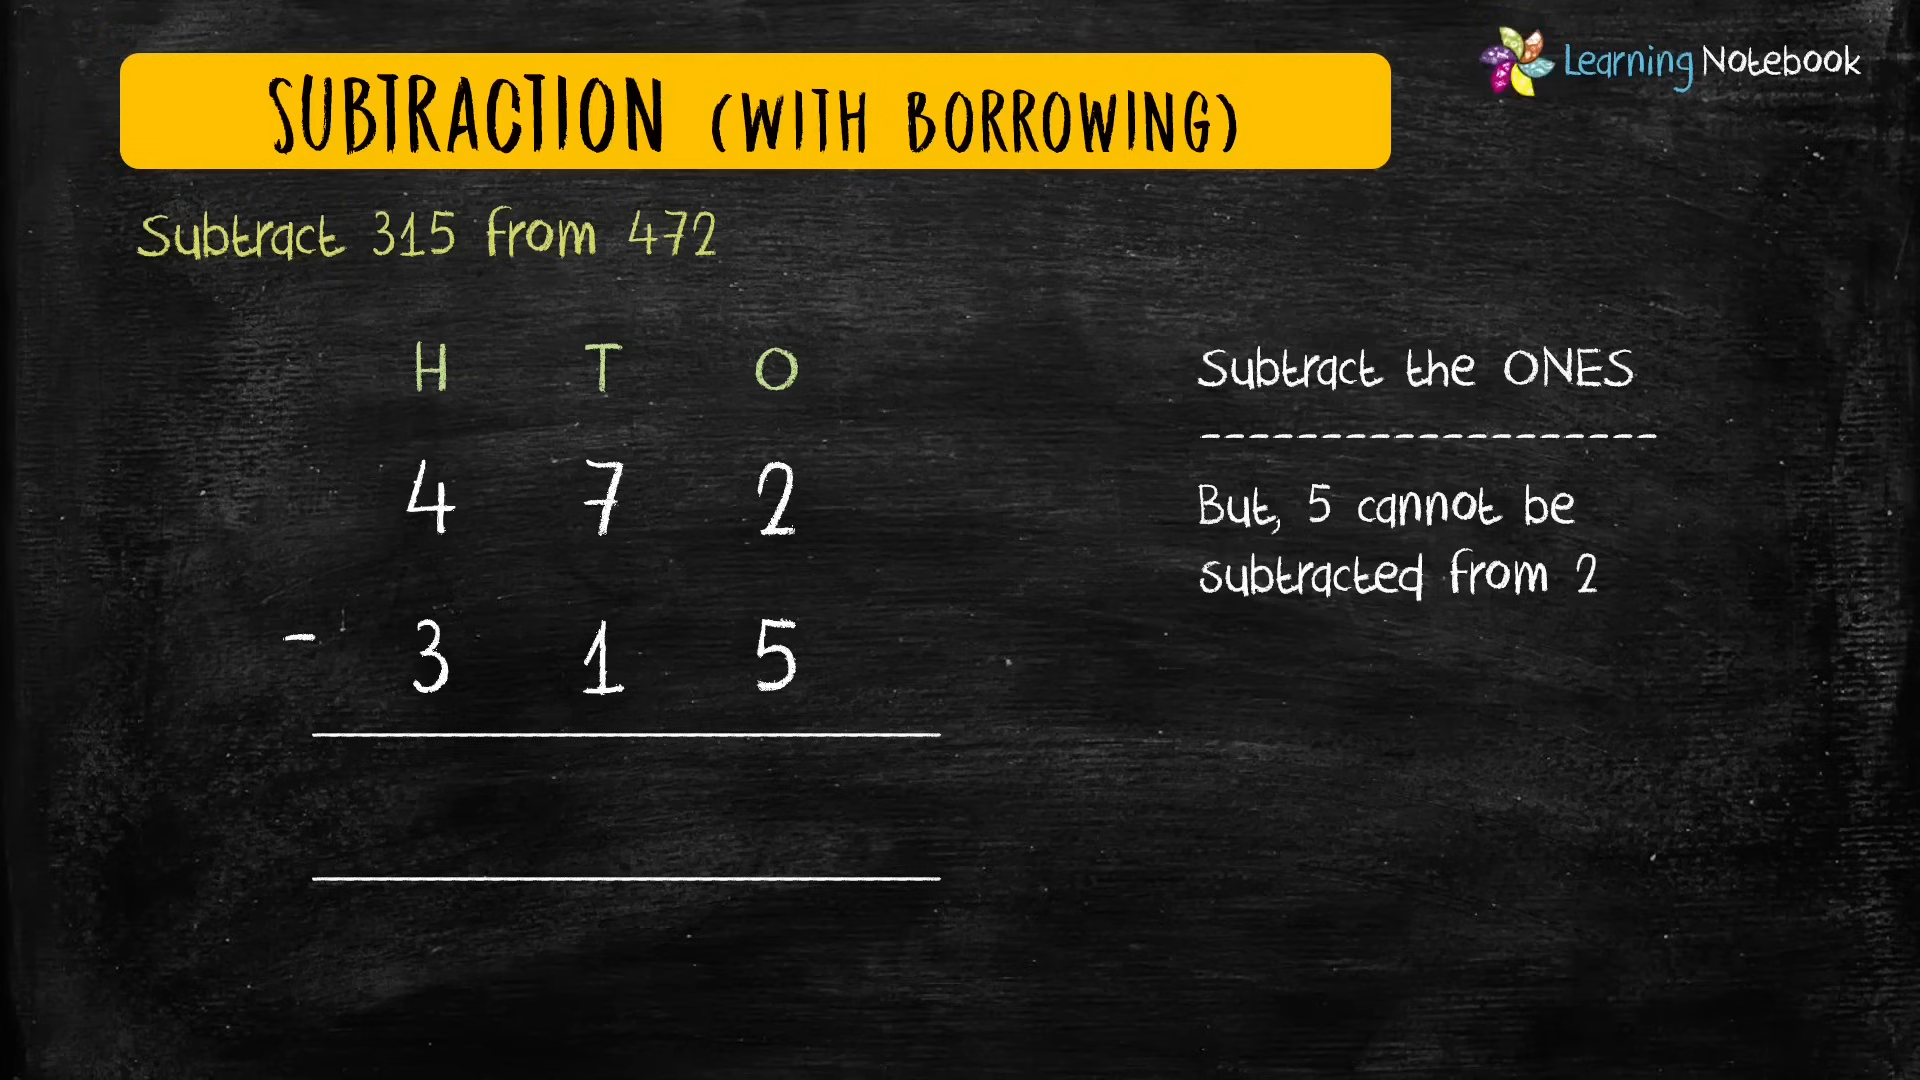 SUBTRACTION (WITH BORROWING)
Learning Notebook
Subtract 315 from 472
H T O
4 7 2
- 3 1 5
Subtract the ONES
-------------------
But, 5 cannot be
subtracted from 2